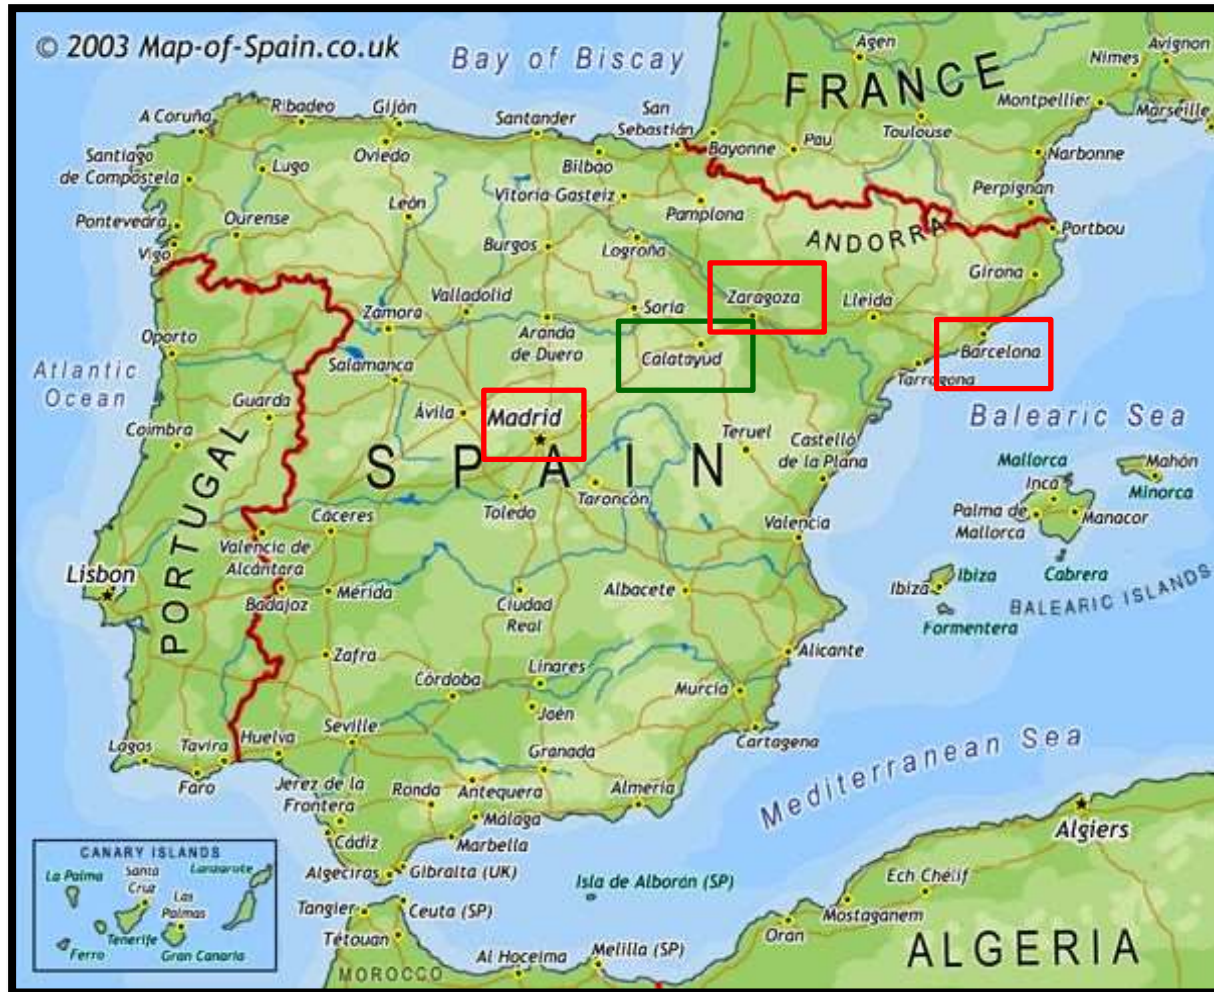 © 2003 Map-of-Spain.co.uk
Bay of Biscay
FRANCE
Agen
Avignon
Nimes
Montpellier
Marseille
Toulouse
Pau
Bayonne
Narbonne
Perpignan
Portbou
ANDORRA
San
Sebastián
A Coruña
Ribadeo
Gijón
Santander
Bilbao
Oviedo
Santiago
de Compostela
Lugo
León
Vitoria-Gasteiz
Pamplona
Pontevedra
Ourense
Burgos
Logroña
Vigo
Girona
Valladolid
Soria
Zaragoza
Lleida
Zamora
Aranda
de Duero
Oporto
Salamanca
Calatayud
Barcelona
Tarragona
Atlantic
Ocean
Guarda
Ávila
Madrid
Balearic Sea
Coimbra
Teruel
Castelló
de la Plana
SPAIN
PORTUGAL
Mallorca
Inca
Mahón
Minorca
Palma de
Mallorca
Manacor
Toledo
Taroncón
Cáceres
Valencia
Valencia de
Alcántara
Cabrera
Lisbon
Badajoz
Mérida
Ciudad
Real
Albacete
Ibiza
Ibiza
BALEARIC ISLANDS
Formentera
Zafra
Alicante
Córdoba
Linares
Murcia
Jaén
Seville
Huelva
Lagos
Tavira
Faro
Granada
Cartagena
Mediterranean Sea
Jerez de la
Frontera
Ronda
Antequera
Almería
Málaga
Cádiz
Marbella
Algiers
Algeciras
Gibralta (UK)
Isla de Alborán (SP)
Ech Chelif
Tangier
Ceuta (SP)
Mostaganem
Tétouan
Oran
Al Hoceima
Melilla (SP)
MOROCCO
ALGERIA
CANARY ISLANDS
La Palma
Santa
Cruz
Lanzarote
Las
Palmas
Tenerife
Ferro
Gran Canaria